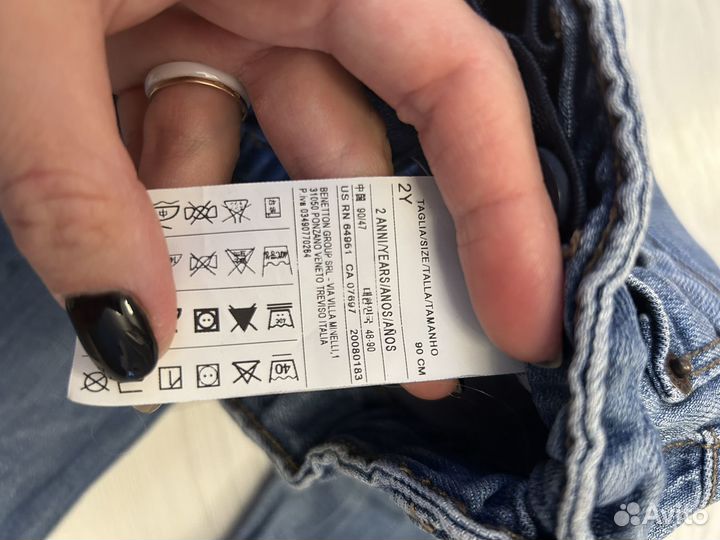 TAGLIA/SIZE/TALLA/TAMANHO
2Y
90 CM
2 ANNI/YEARS/ANOS/AÑOS
中国 90/47
대한민국 48-90
US RN 64961 CA 07697 20080183
BENETTON GROUP SRL - VIA VILLA MINELLI,1
31050 PONZANO VENETO TREVISO ITALIA
P.iva 03490770264
40
Avito